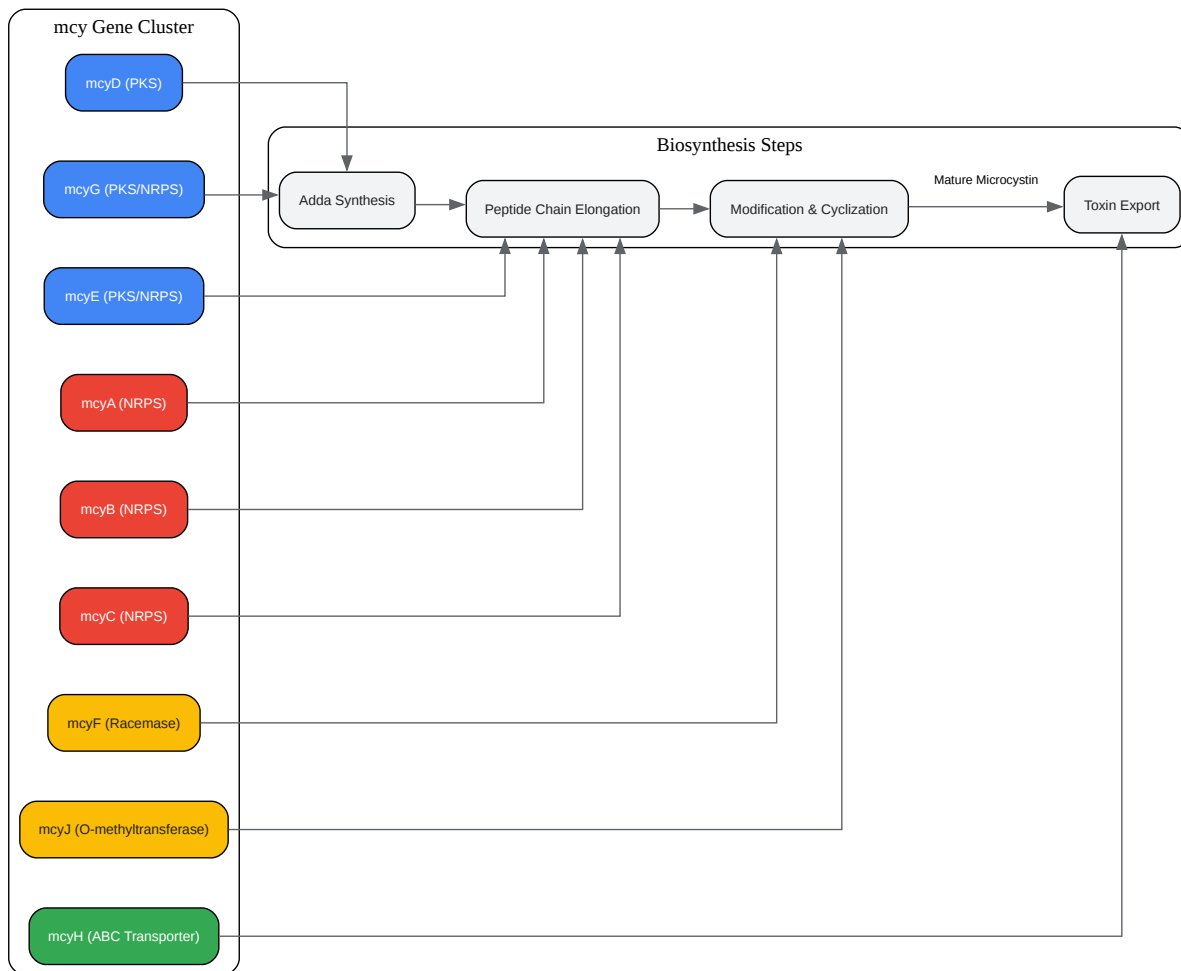 mcy Gene Cluster
mcyD (PKS)
mcyG (PKS/NRPS)
mcyE (PKS/NRPS)
mcyA (NRPS)
mcyB (NRPS)
mcyC (NRPS)
mcyF (Racemase)
mcyJ (O-methyltransferase)
mcyH (ABC Transporter)
Biosynthesis Steps
Adda Synthesis
Peptide Chain Elongation
Modification & Cyclization
Mature Microcystin
Toxin Export